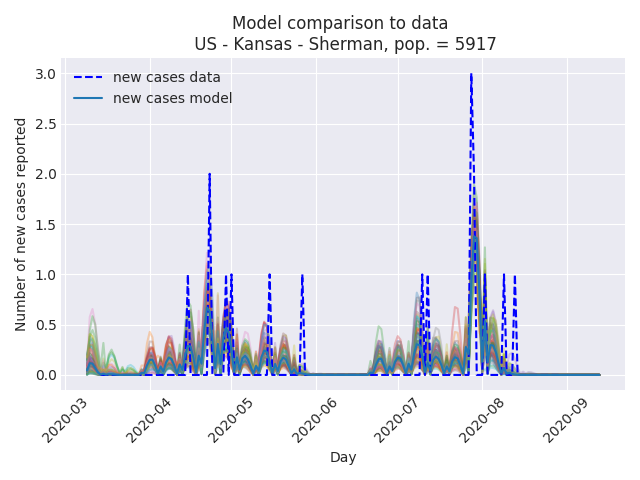 Model comparison to data
US - Kansas - Sherman, pop. = 5917
new cases data
new cases model
Number of new cases reported
3.0
2.5
2.0
1.5
1.0
0.5
0.0
2020-03
2020-04
2020-05
2020-06
2020-07
2020-08
2020-09
Day